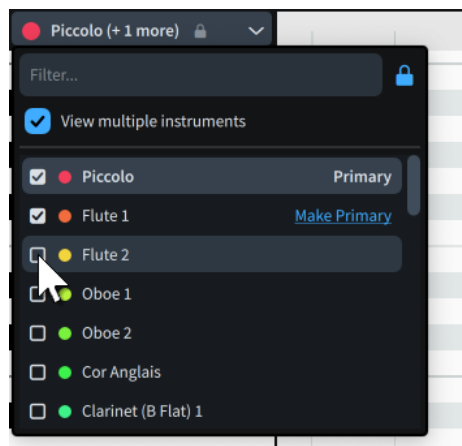 Piccolo (+ 1 more)
Filter...
View multiple instruments
Piccolo Primary
Flute 1 Make Primary
Flute 2
Oboe 1
Oboe 2
Cor Anglais
Clarinet (B Flat) 1